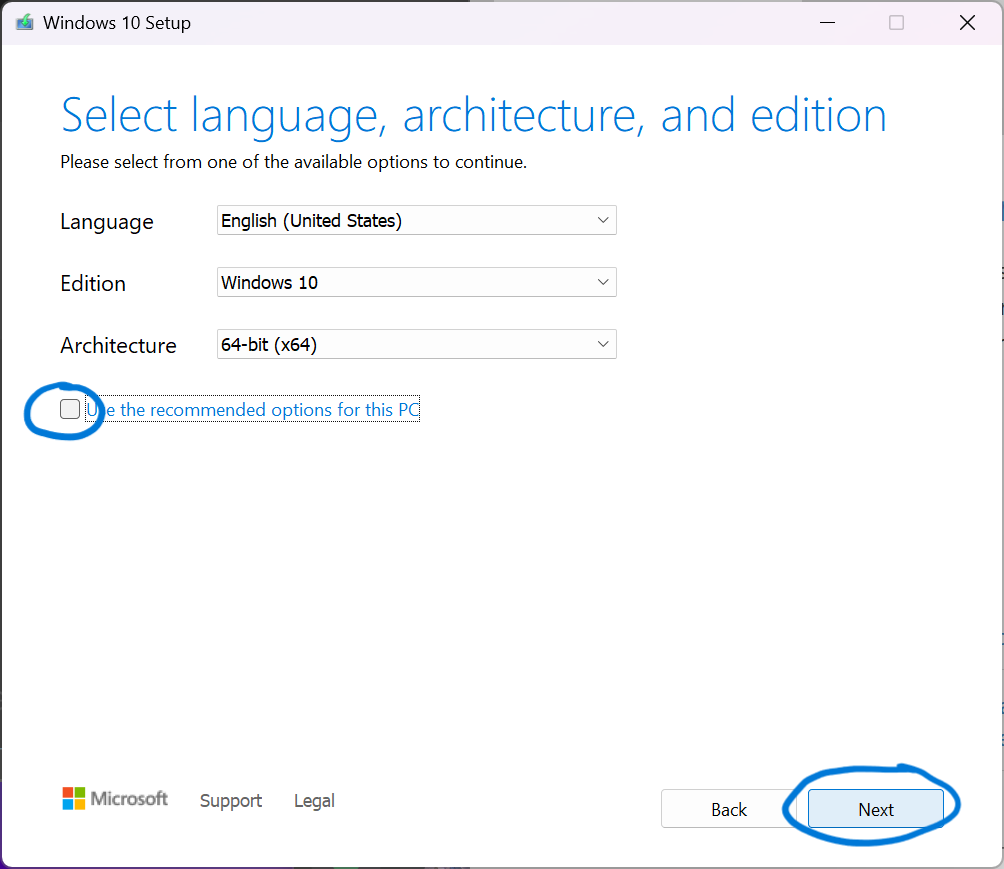 Windows 10 Setup
Select language, architecture, and edition
Please select from one of the available options to continue.
Language English (United States)
Edition Windows 10
Architecture 64-bit (x64)
Use the recommended options for this PC
Microsoft Support Legal Back Next